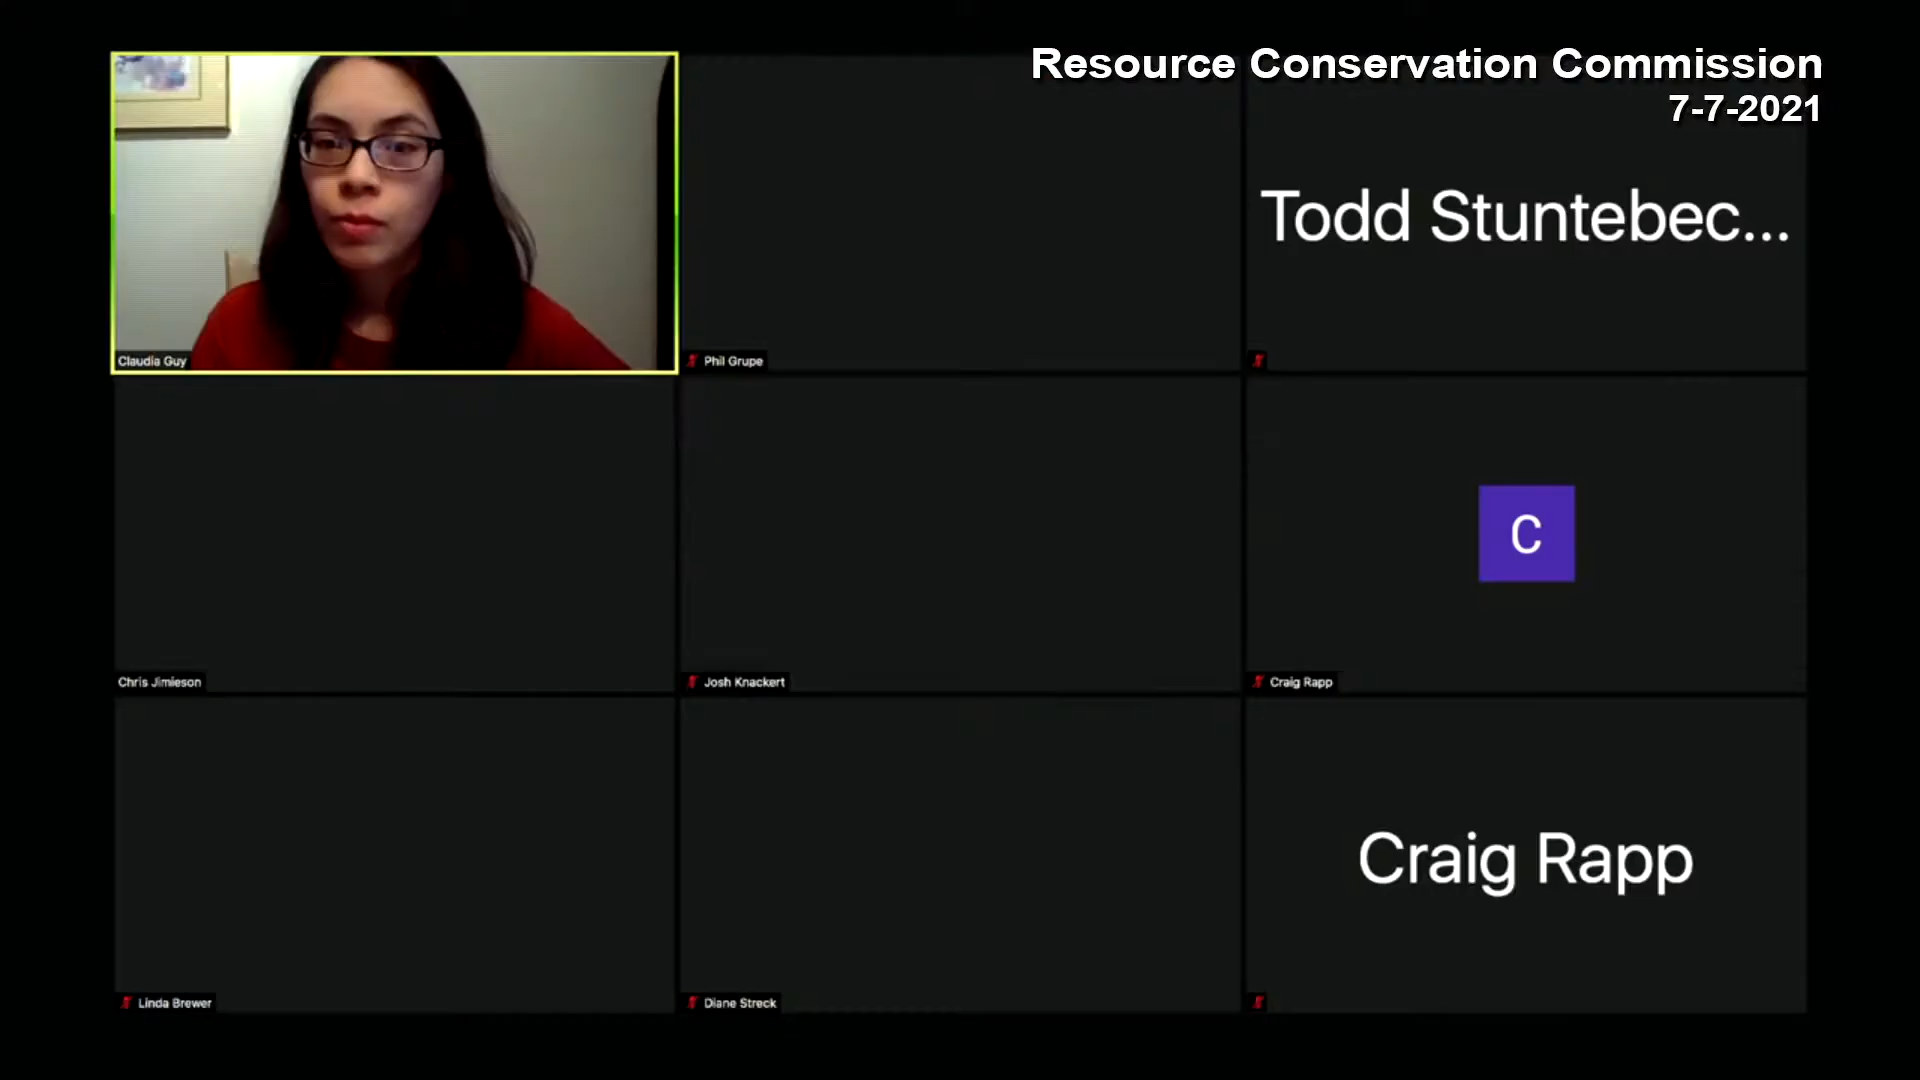 Resource Conservation Commission
7-7-2021
Todd Stuntebec...
Claudia Guy
Phil Grupe
C
Chris Jimieson
Josh Knackert
Craig Rapp
Craig Rapp
Linda Brewer
Diane Streck